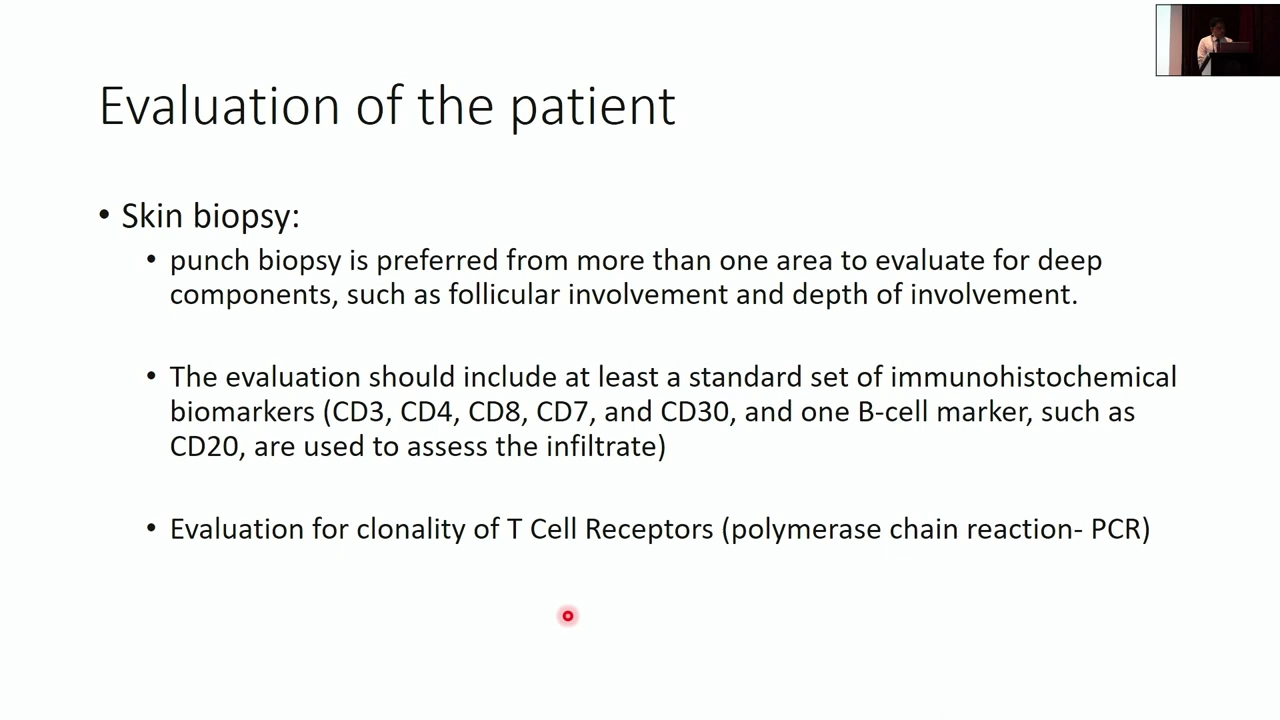 Evaluation of the patient
• Skin biopsy:
• punch biopsy is preferred from more than one area to evaluate for deep
components, such as follicular involvement and depth of involvement.
• The evaluation should include at least a standard set of immunohistochemical
biomarkers (CD3, CD4, CD8, CD7, and CD30, and one B-cell marker, such as
CD20, are used to assess the infiltrate)
• Evaluation for clonality of T Cell Receptors (polymerase chain reaction- PCR)